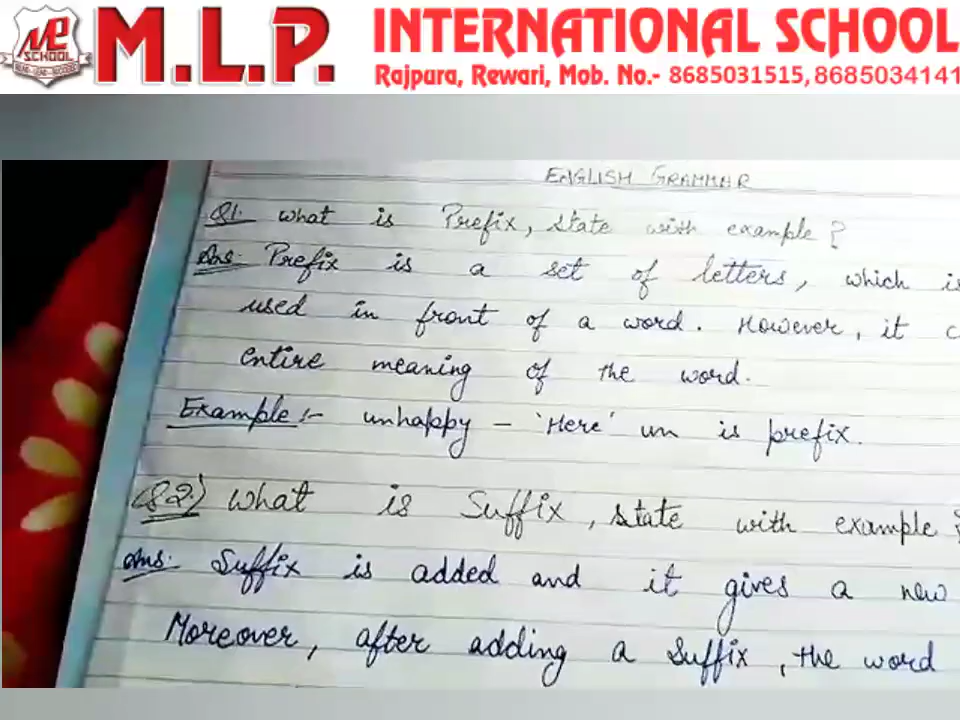 MLP
SCHOOL
M.L.P. INTERNATIONAL SCHOOL
Rajpura, Rewari, Mob. No.- 8685031515, 8685034141
ENGLISH GRAMMAR
Q1. What is Prefix, state with example?
Ans. Prefix is a set of letters, which is
used in front of a word. However, it c
entire meaning of the word.
Example:- unhappy - 'Here' un is prefix.
Q2.) What is Suffix, state with example ?
Ans. Suffix is added and it gives a new
Moreover, after adding a Suffix, the word